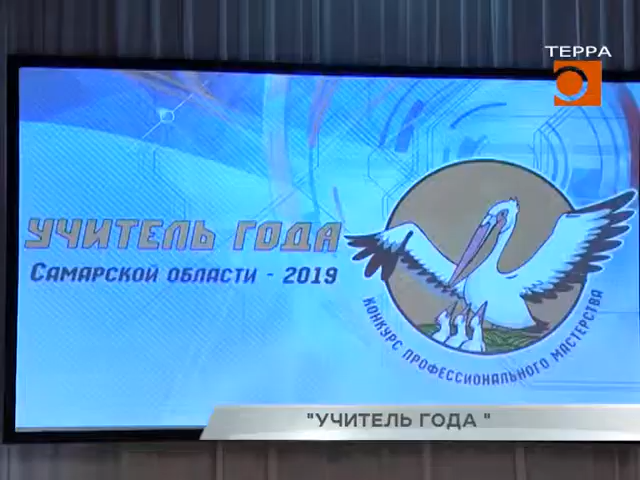 ТЕРРА
УЧИТЕЛЬ ГОДА
САМАРСКОЙ ОБЛАСТИ - 2019
КОНКУРС ПРОФЕССИОНАЛЬНОГО МАСТЕРСТВА
"УЧИТЕЛЬ ГОДА "